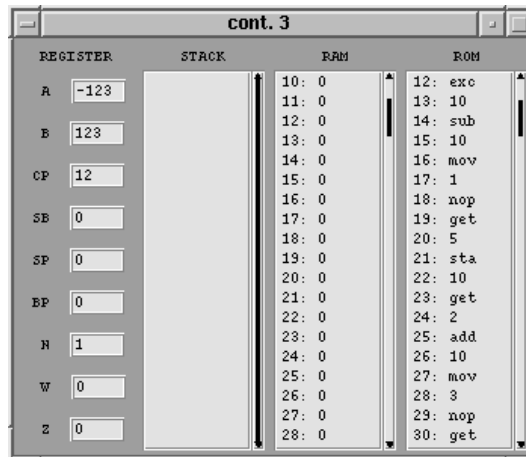 cont. 3
REGISTER STACK RAM ROM
A -123
B 123
CP 12
SB 0
SP 0
BP 0
N 1
W 0
Z 0
10: 0
11: 0
12: 0
13: 0
14: 0
15: 0
16: 0
17: 0
18: 0
19: 0
20: 0
21: 0
22: 0
23: 0
24: 0
25: 0
26: 0
27: 0
28: 0
12: exc
13: 10
14: sub
15: 10
16: mov
17: 1
18: nop
19: get
20: 5
21: sta
22: 10
23: get
24: 2
25: add
26: 10
27: mov
28: 3
29: nop
30: get